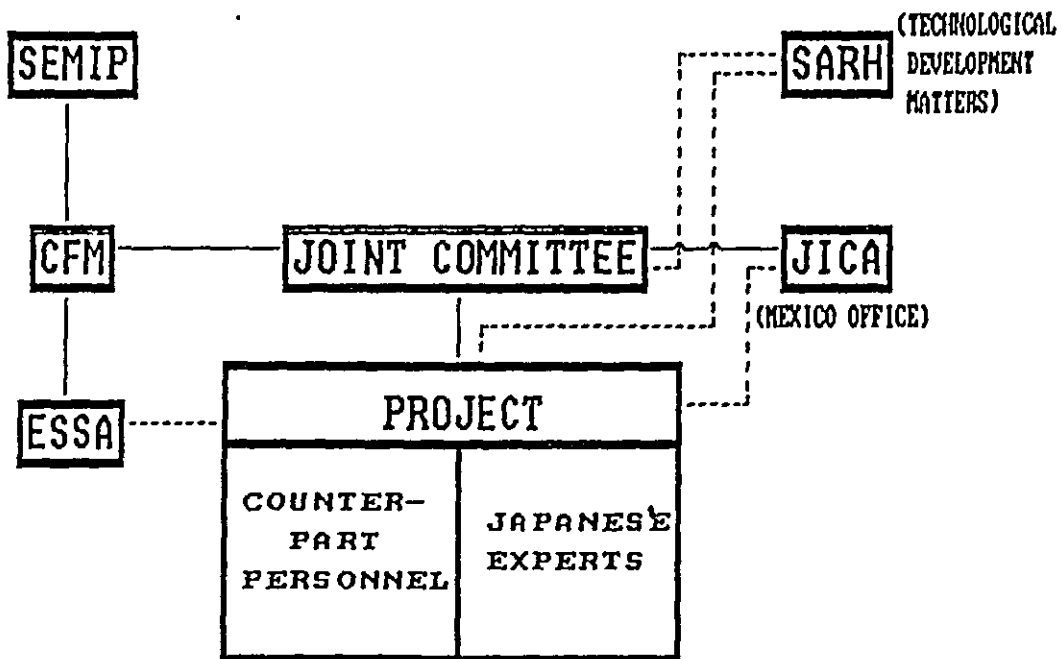 SEMIP
SARH
(TECHNOLOGICAL
DEVELOPMENT
MATTERS)
CFM
JOINT COMMITTEE
JICA
(MEXICO OFFICE)
ESSA
PROJECT
COUNTER-
PART
PERSONNEL
JAPANESE
EXPERTS